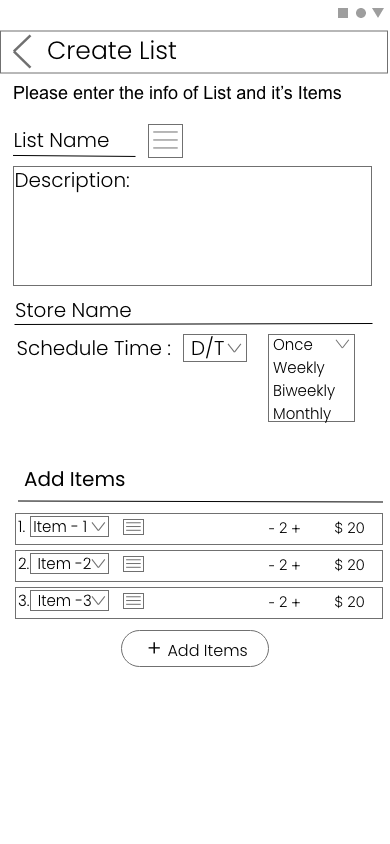 Create List
Please enter the info of List and it's Items
List Name
Description:
Store Name
Schedule Time : D/T
Once
Weekly
Biweekly
Monthly
Add Items
1. Item - 1 - 2 + $ 20
2. Item -2 - 2 + $ 20
3. Item -3 - 2 + $ 20
+ Add Items